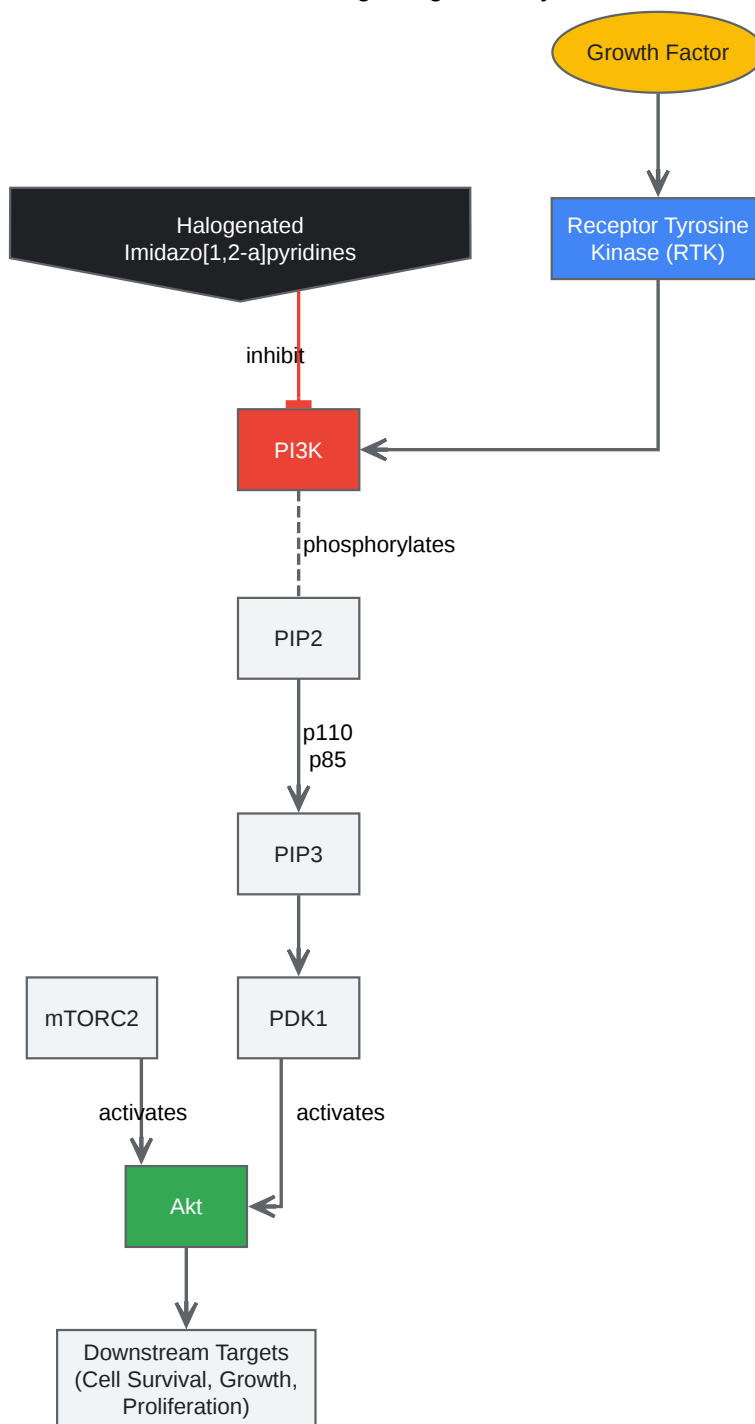 Growth Factor
Halogenated
Imidazo[1,2-a]pyridines
Receptor Tyrosine
Kinase (RTK)
inhibit
PI3K
phosphorylates
PIP2
p110
p85
PIP3
mTORC2
PDK1
activates
activates
Akt
Downstream Targets
(Cell Survival, Growth,
Proliferation)